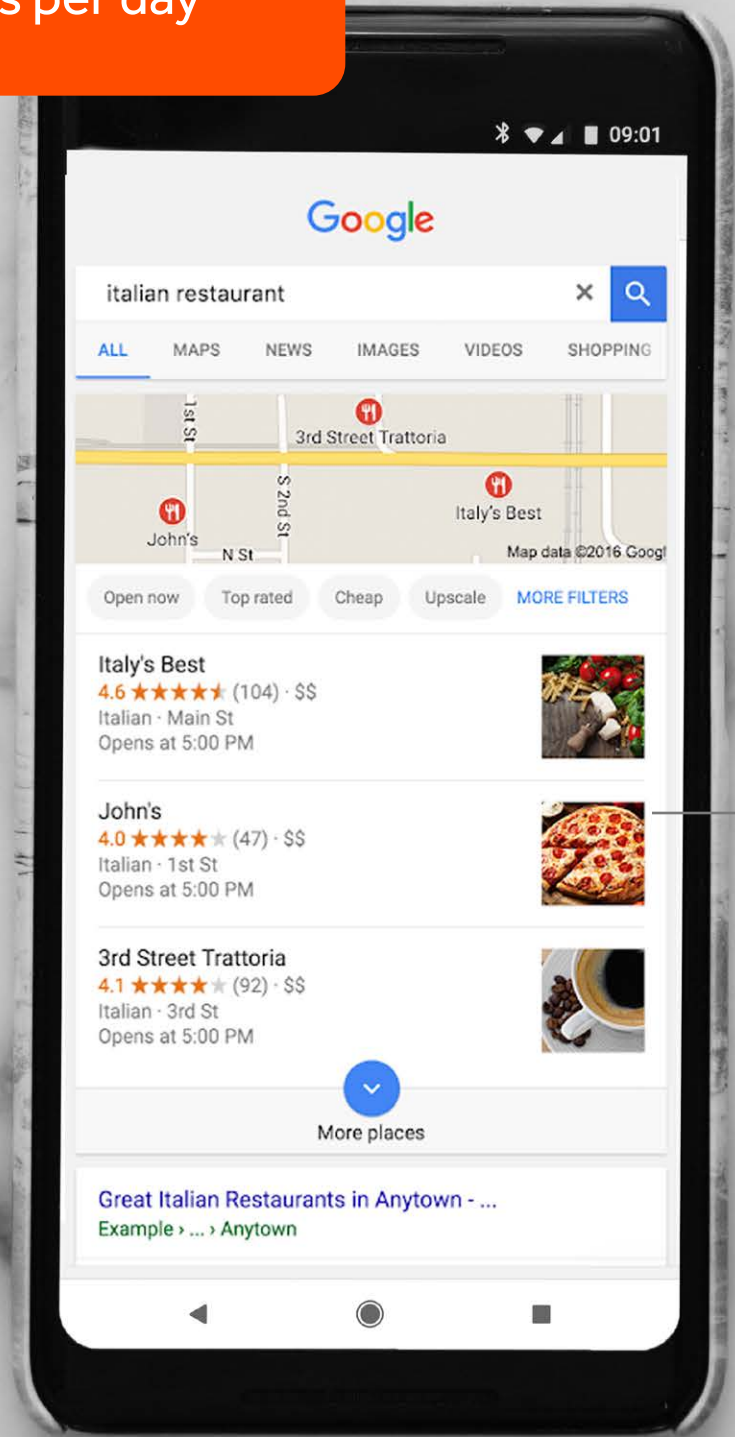 s per day
09:01
Google
italian restaurant
ALL MAPS NEWS IMAGES VIDEOS SHOPPING
1st St
3rd Street Trattoria
S 2nd St
Italy's Best
John's
N St
Map data ©2016 Googl
Open now Top rated Cheap Upscale MORE FILTERS
Italy's Best
4.6 ★★★★★ (104) · $$
Italian · Main St
Opens at 5:00 PM
John's
4.0 ★★★★★ (47) · $$
Italian · 1st St
Opens at 5:00 PM
3rd Street Trattoria
4.1 ★★★★★ (92) · $$
Italian · 3rd St
Opens at 5:00 PM
More places
Great Italian Restaurants in Anytown - ...
Example › ... › Anytown